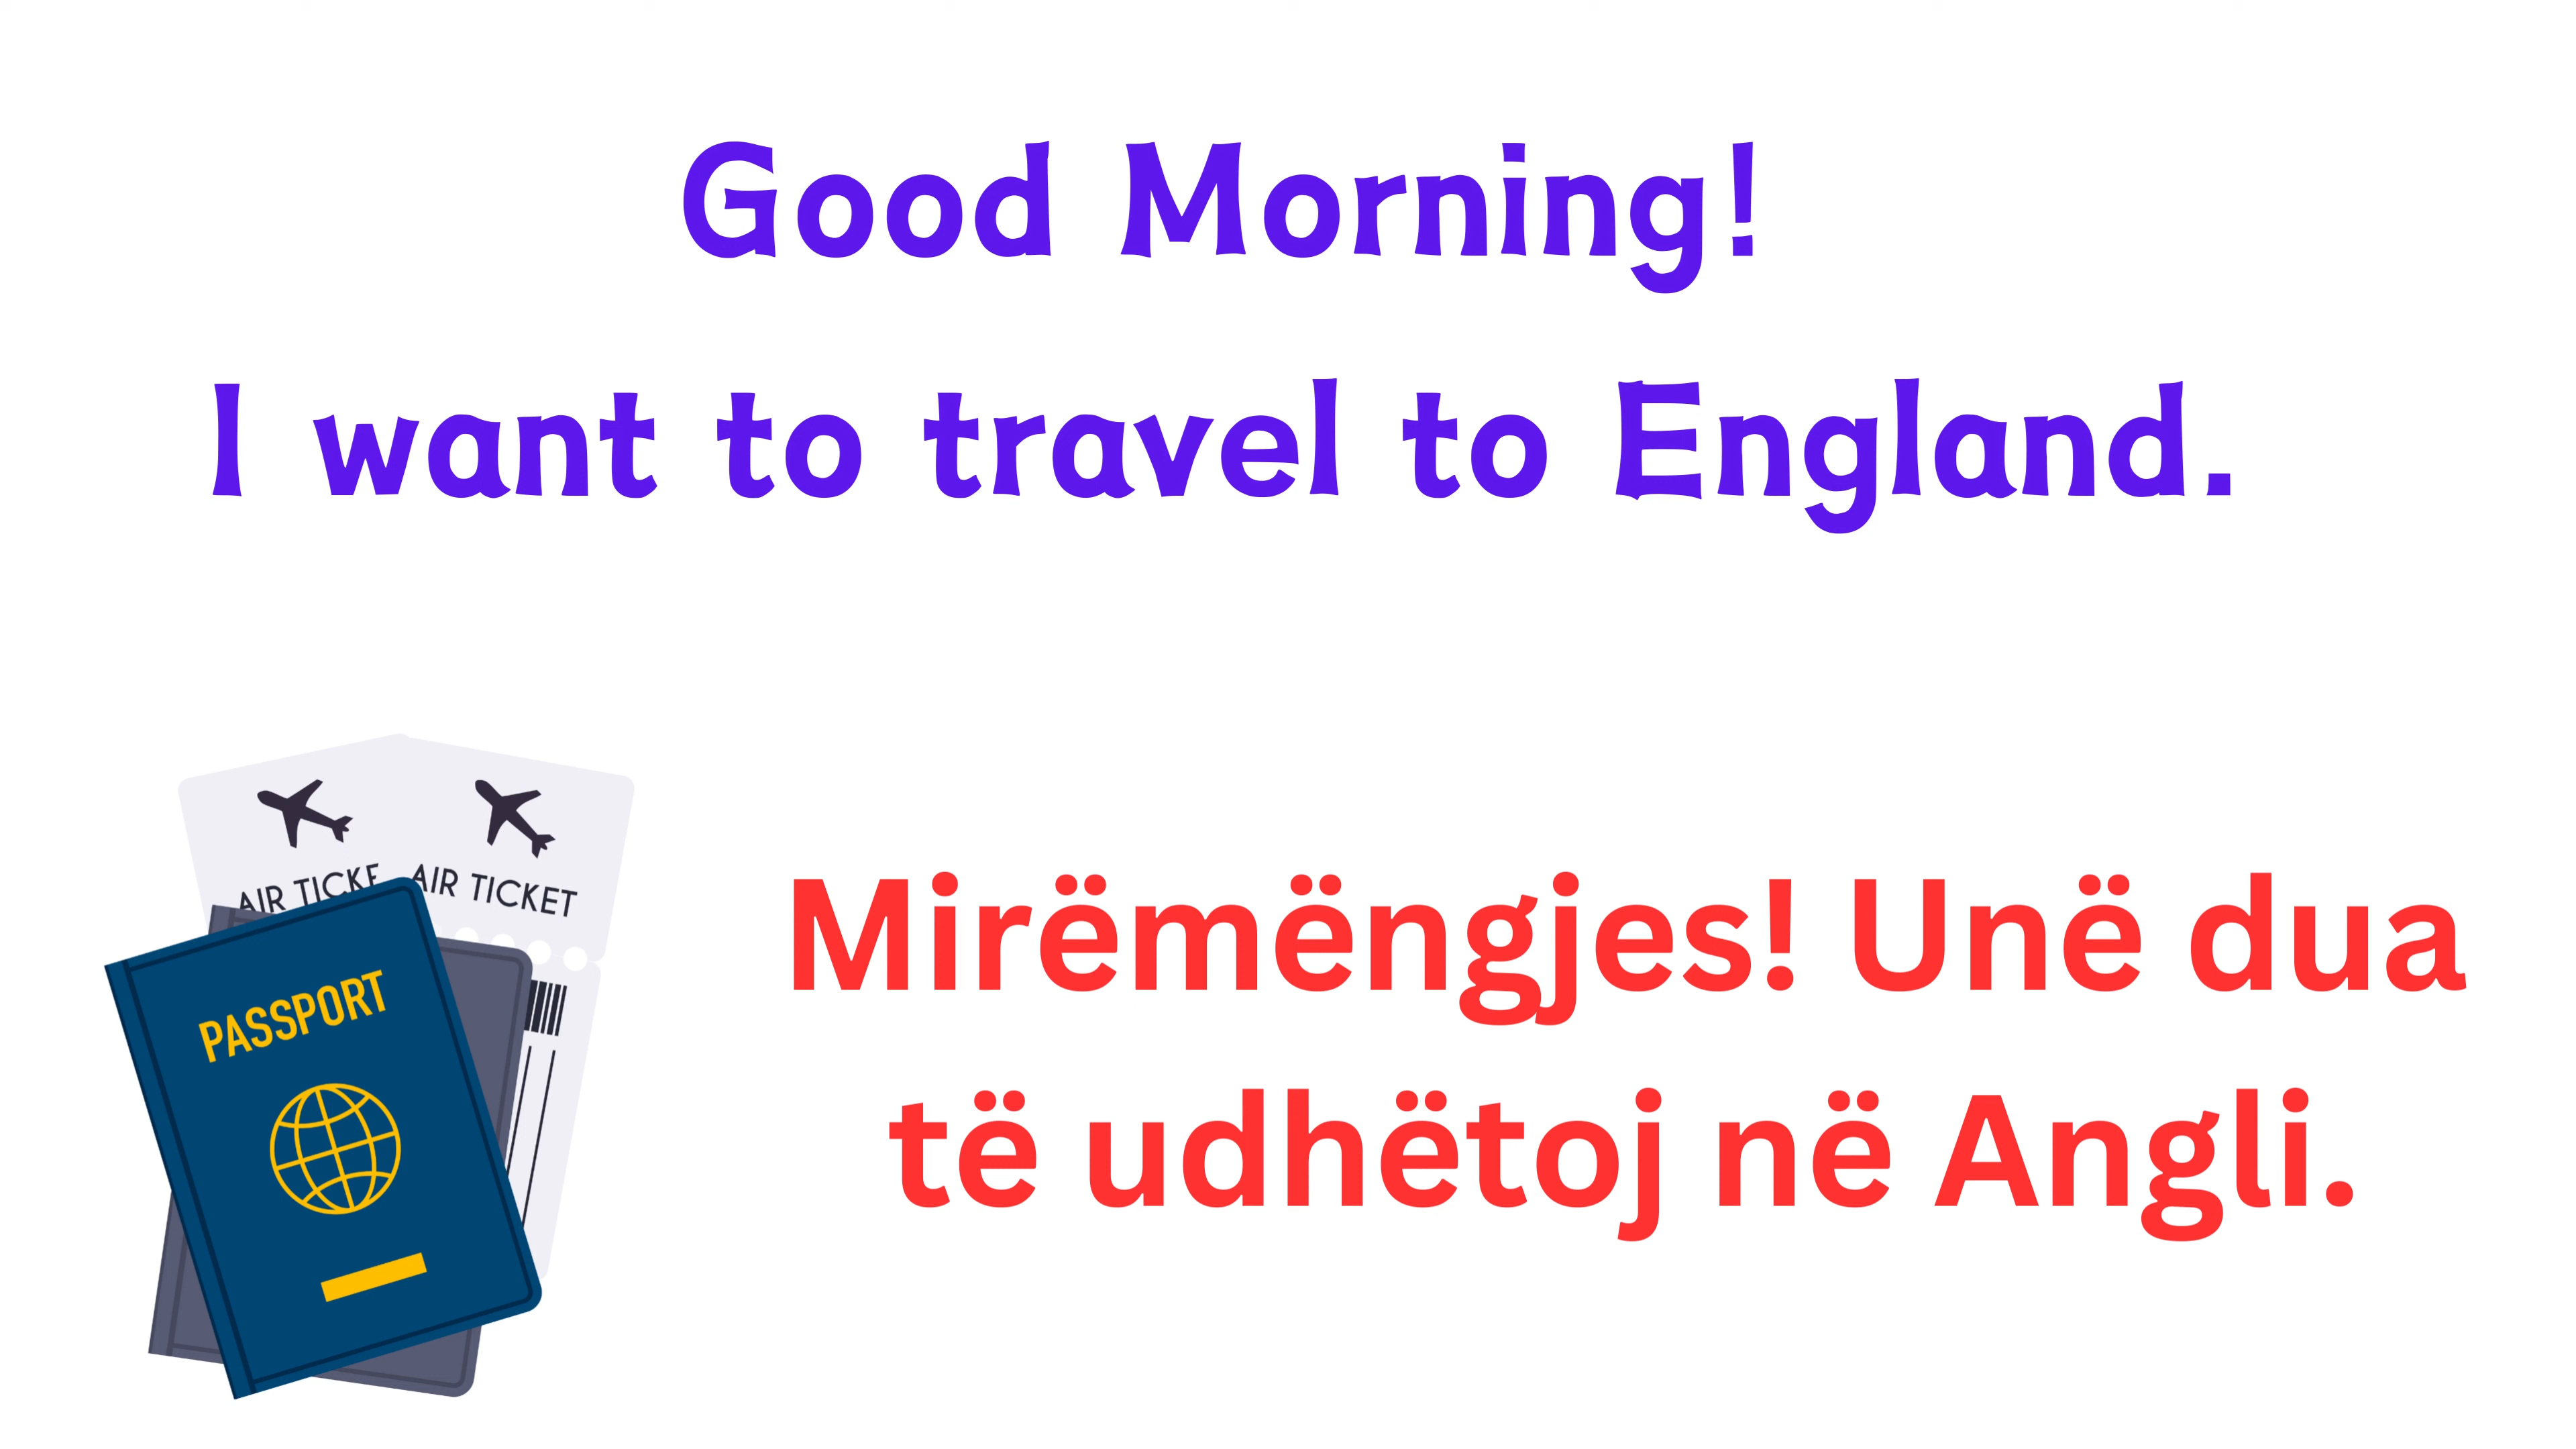 Good Morning!
I want to travel to England.
AIR TICKE
AIR TICKET
PASSPORT
Mirëmëngjes! Unë dua
të udhëtoj në Angli.